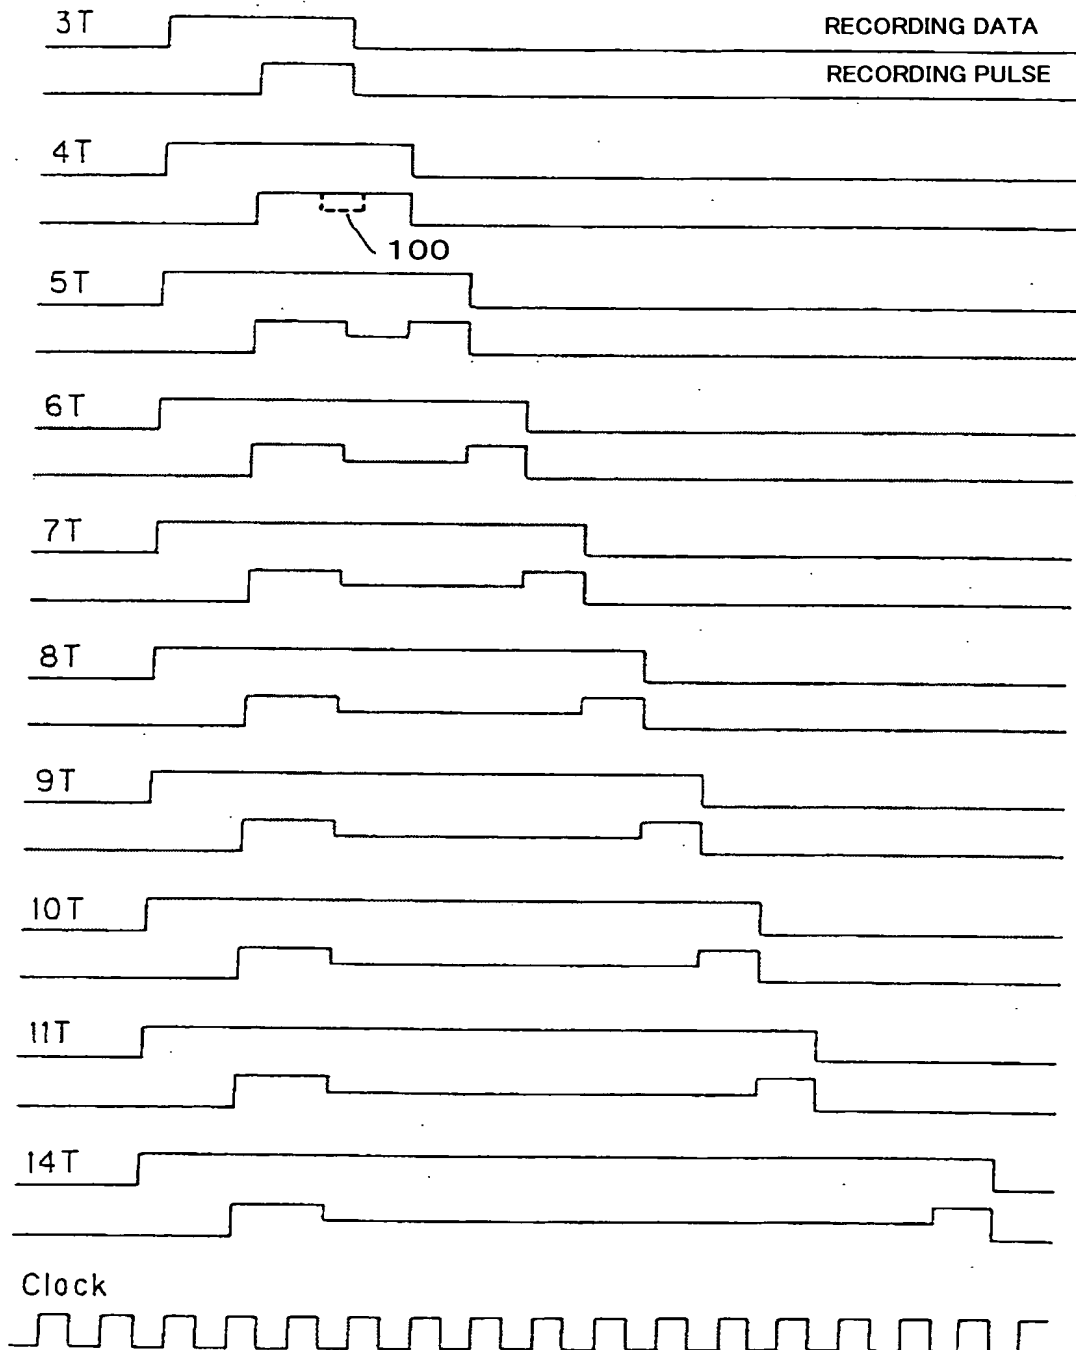 3T
RECORDING DATA
RECORDING PULSE
4T
100
5T
6T
7T
8T
9T
10T
11T
14T
Clock